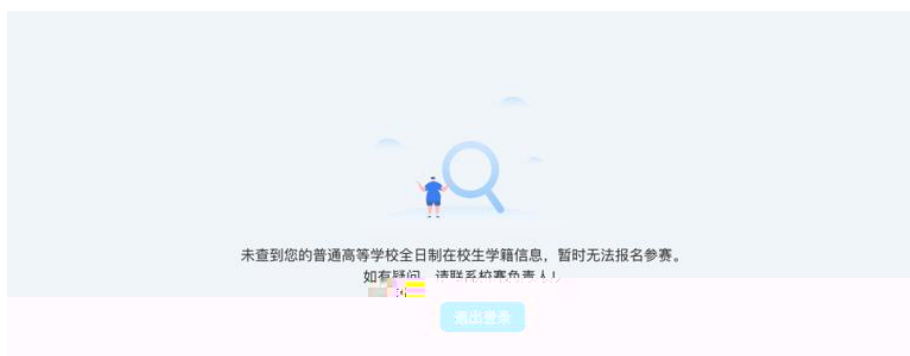 未查到您的普通高等学校全日制在校生学籍信息，暂时无法报名参赛。
如有疑问，请联系校赛负责人！
退出登录